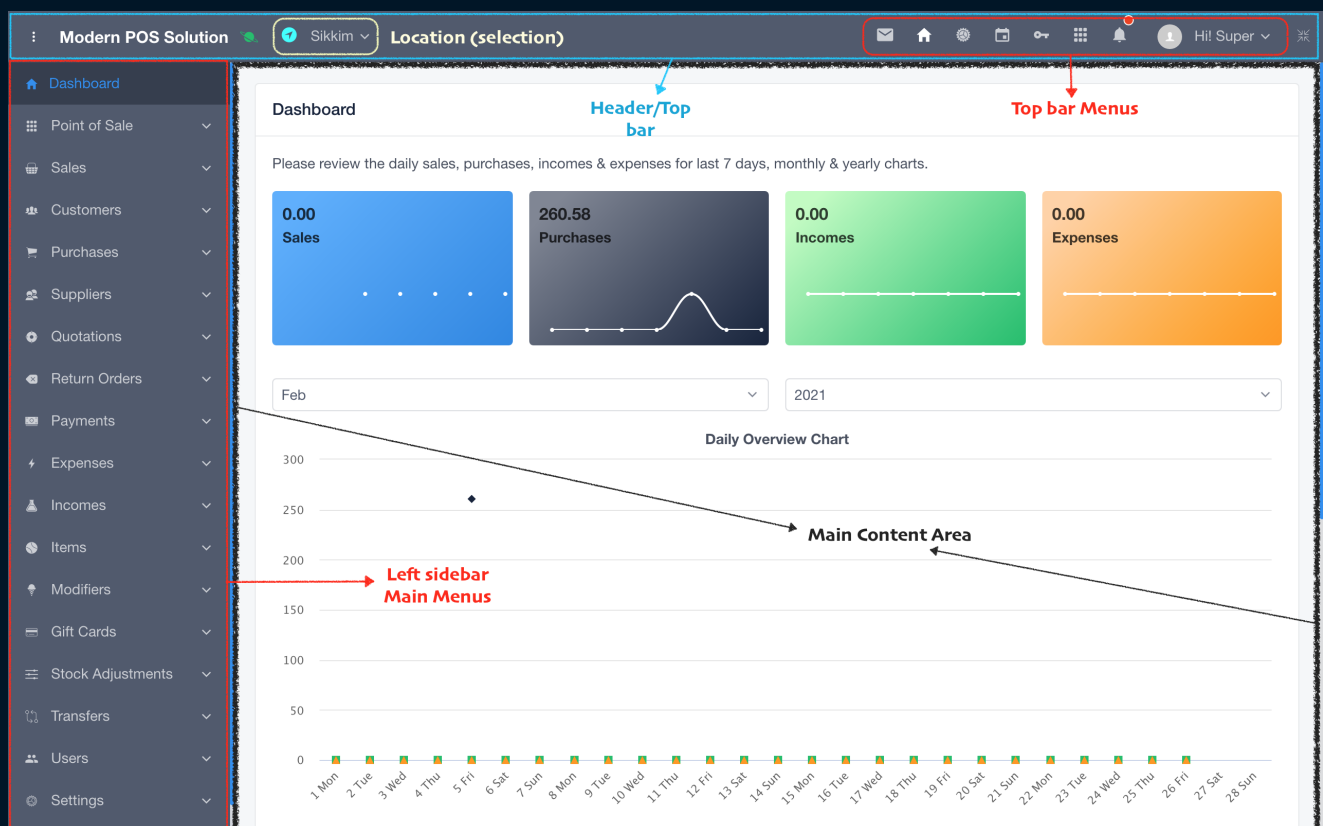 Modern POS Solution
Sikkim
Location (selection)
Hi! Super
Dashboard
Point of Sale
Sales
Customers
Purchases
Suppliers
Quotations
Return Orders
Payments
Expenses
Incomes
Items
Modifiers
Gift Cards
Stock Adjustments
Transfers
Users
Settings
Left sidebar
Main Menus
Header/Top
bar
Top bar Menus
Dashboard
Please review the daily sales, purchases, incomes & expenses for last 7 days, monthly & yearly charts.
0.00
Sales
260.58
Purchases
0.00
Incomes
0.00
Expenses
Feb
2021
Daily Overview Chart
Main Content Area
300
250
200
150
100
50
0
1 Mon
2 Tue
3 Wed
4 Thu
5 Fri
6 Sat
7 Sun
8 Mon
9 Tue
10 Wed
11 Thu
12 Fri
13 Sat
14 Sun
15 Mon
16 Tue
17 Wed
18 Thu
19 Fri
20 Sat
21 Sun
22 Mon
23 Tue
24 Wed
25 Thu
26 Fri
27 Sat
28 Sun